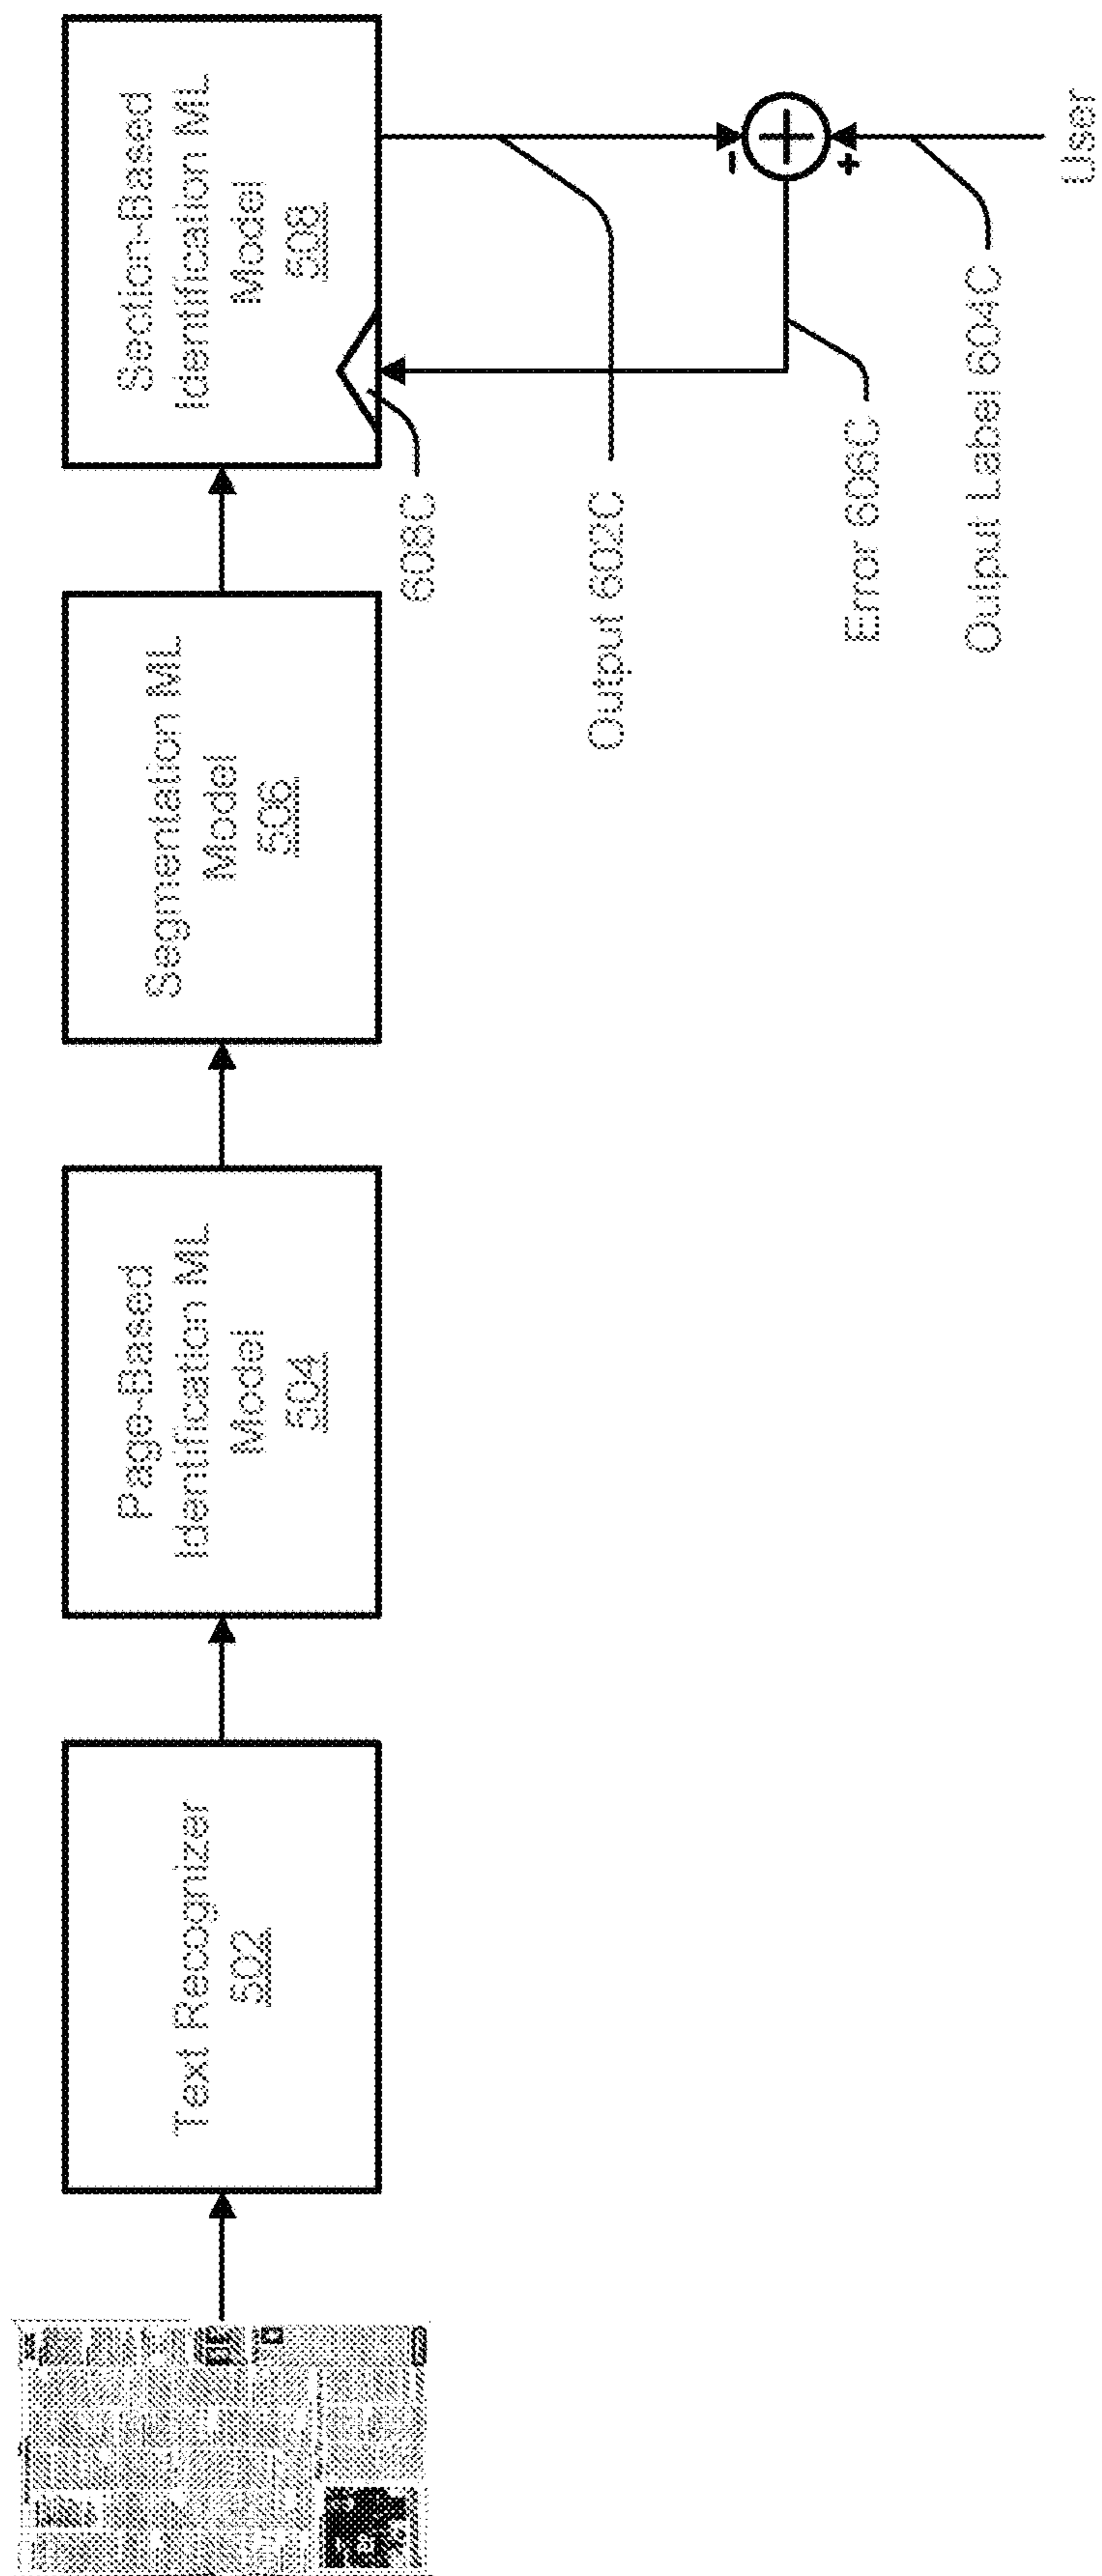 Text Recognizer
502
Page-Based
Identification ML
Model
504
Segmentation ML
Model
506
Section-Based
Identification ML
Model
508
608C
Output 602C
Error 606C
Output Label 604C
-
+
User